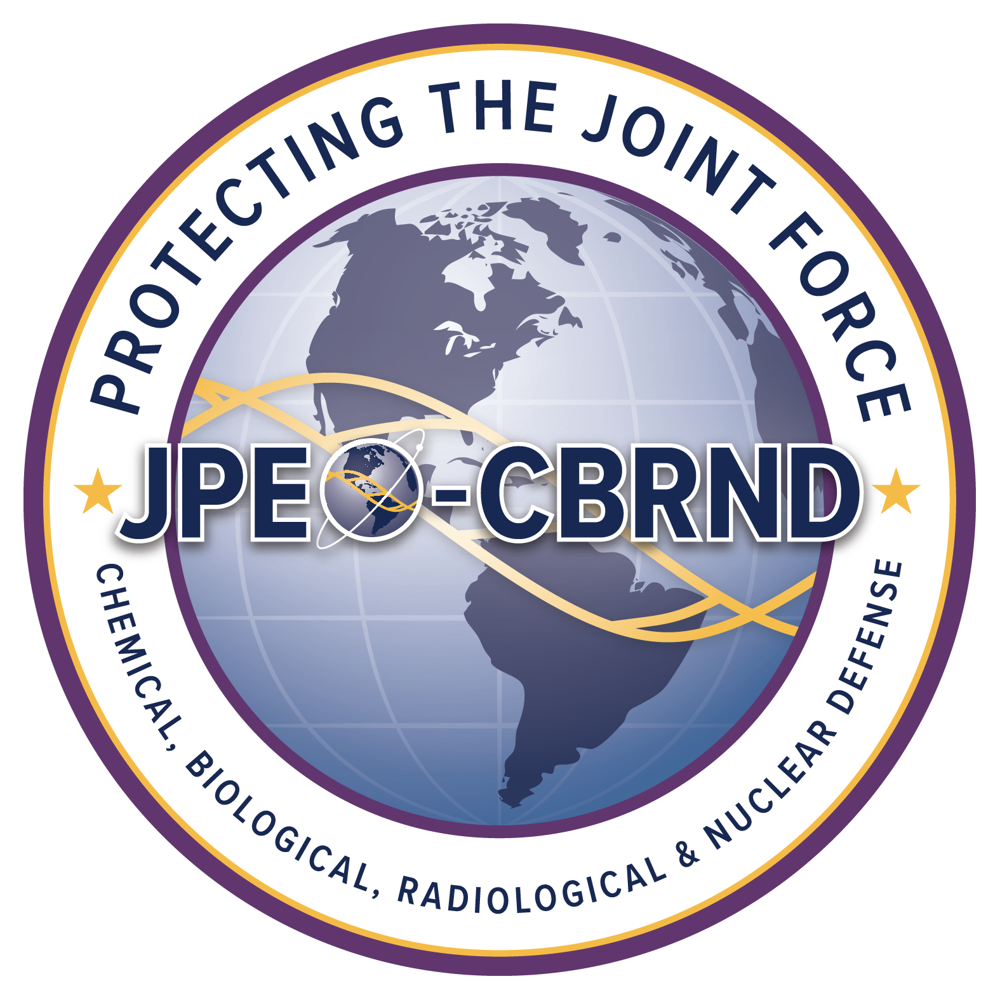 PROTECTING THE JOINT FORCE
JPEO-CBRND
CHEMICAL, BIOLOGICAL, RADIOLOGICAL & NUCLEAR DEFENSE